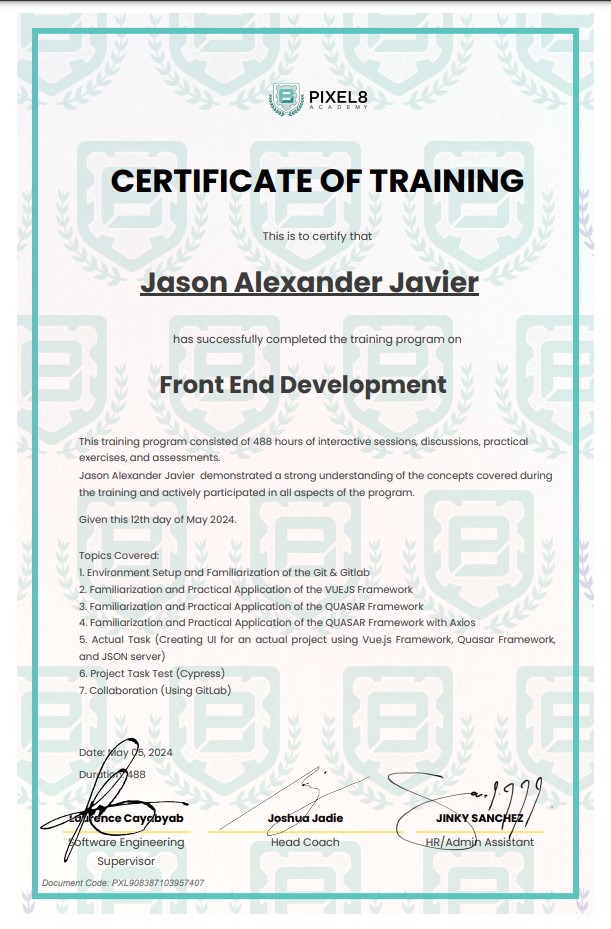 PIXEL8
ACADEMY
CERTIFICATE OF TRAINING
This is to certify that
Jason Alexander Javier
has successfully completed the training program on
Front End Development
This training program consisted of 488 hours of interactive sessions, discussions, practical
exercises, and assessments.
Jason Alexander Javier demonstrated a strong understanding of the concepts covered during
the training and actively participated in all aspects of the program.
Given this 12th day of May 2024.
Topics Covered:
1. Environment Setup and Familiarization of the Git & Gitlab
2. Familiarization and Practical Application of the VUEJS Framework
3. Familiarization and Practical Application of the QUASAR Framework
4. Familiarization and Practical Application of the QUASAR Framework with Axios
5. Actual Task (Creating UI for an actual project using Vue.js Framework, Quasar Framework,
and JSON server)
6. Project Task Test (Cypress)
7. Collaboration (Using GitLab)
Date: May 05, 2024
Duration: 488
Laurence Cayabyab
Joshua Jadie
JINKY SANCHEZ
Software Engineering
Supervisor
Head Coach
HR/Admin Assistant
Document Code: PXL908387103957407